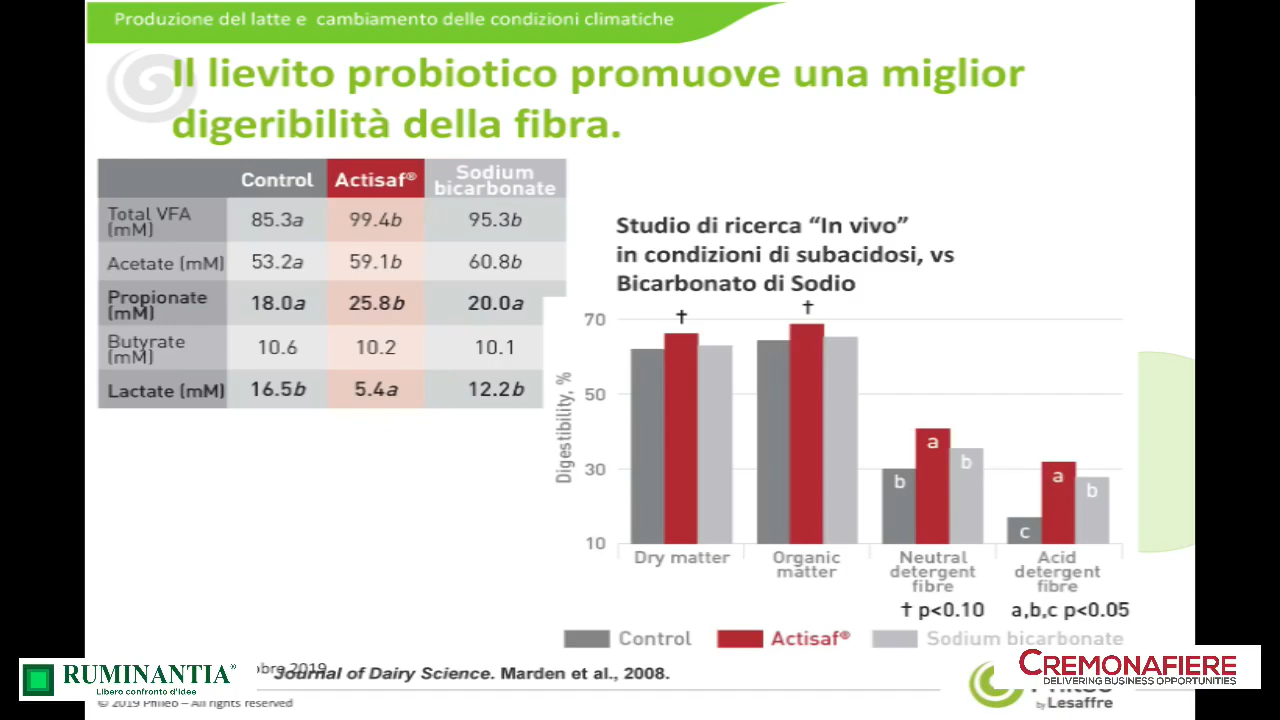 Produzione del latte e cambiamento delle condizioni climatiche
Il lievito probiotico promuove una miglior
digeribilità della fibra.
Control Actisaf® Sodium bicarbonate
Total VFA (mM) 85.3a 99.4b 95.3b
Acetate (mM) 53.2a 59.1b 60.8b
Propionate (mM) 18.0a 25.8b 20.0a
Butyrate (mM) 10.6 10.2 10.1
Lactate (mM) 16.5b 5.4a 12.2b
Studio di ricerca “In vivo”
in condizioni di subacidosi, vs
Bicarbonato di Sodio
Digestibility, %
70
50
30
10
† †
b a b
c a b
Dry matter
Organic matter
Neutral detergent fibre
Acid detergent fibre
† p<0.10 a,b,c p<0.05
Control Actisaf® Sodium bicarbonate
2019
Journal of Dairy Science. Marden et al., 2008.
© 2019 Phileo – All rights reserved
RUMINANTIA®
Libero confronto d'Idee
CREMONAFIERE
DELIVERING BUSINESS OPPORTUNITIES
by Lesaffre